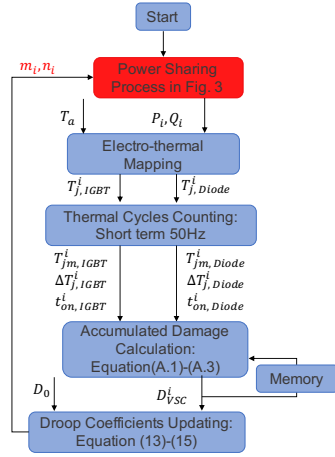 Start
m_i, n_i
Power Sharing
Process in Fig. 3
T_a
P_i, Q_i
Electro-thermal
Mapping
T^i_{j,IGBT}
T^i_{j,Diode}
Thermal Cycles Counting:
Short term 50Hz
T^i_{jm,IGBT}
T^i_{jm,Diode}
ΔT^i_{j,IGBT}
ΔT^i_{j,Diode}
t^i_{on,IGBT}
t^i_{on,Diode}
Accumulated Damage
Calculation:
Equation(A.1)-(A.3)
Memory
D_0
D^i_{VSC}
Droop Coefficients Updating:
Equation (13)-(15)